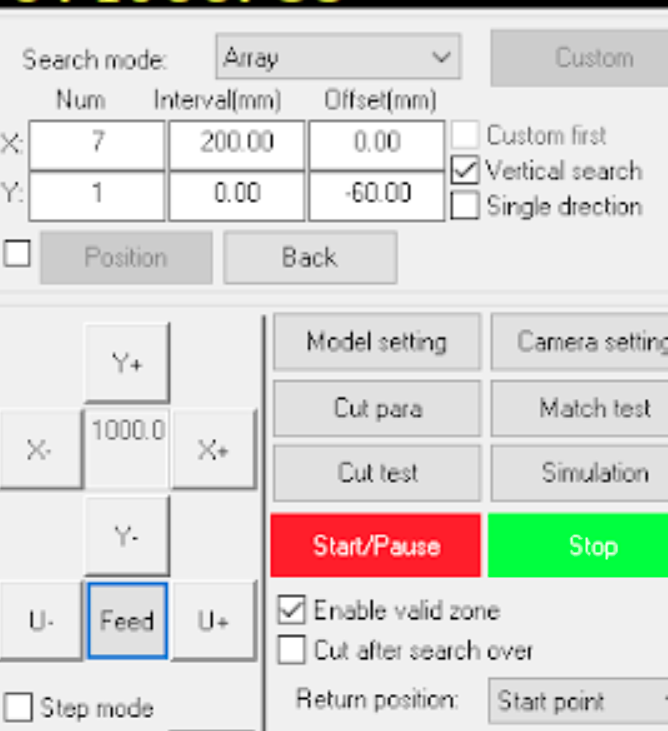 Search mode: Array Custom
Num Interval(mm) Offset(mm)
X: 7 200.00 0.00 Custom first
Vertical search
Y: 1 0.00 -60.00
Single drection
Position Back
Model setting Camera setting
Y+
Cut para Match test
1000.0
X- X+
Cut test Simulation
Y-
Start/Pause Stop
U- Feed U+
Enable valid zone
Cut after search over
Step mode
Return position: Start point